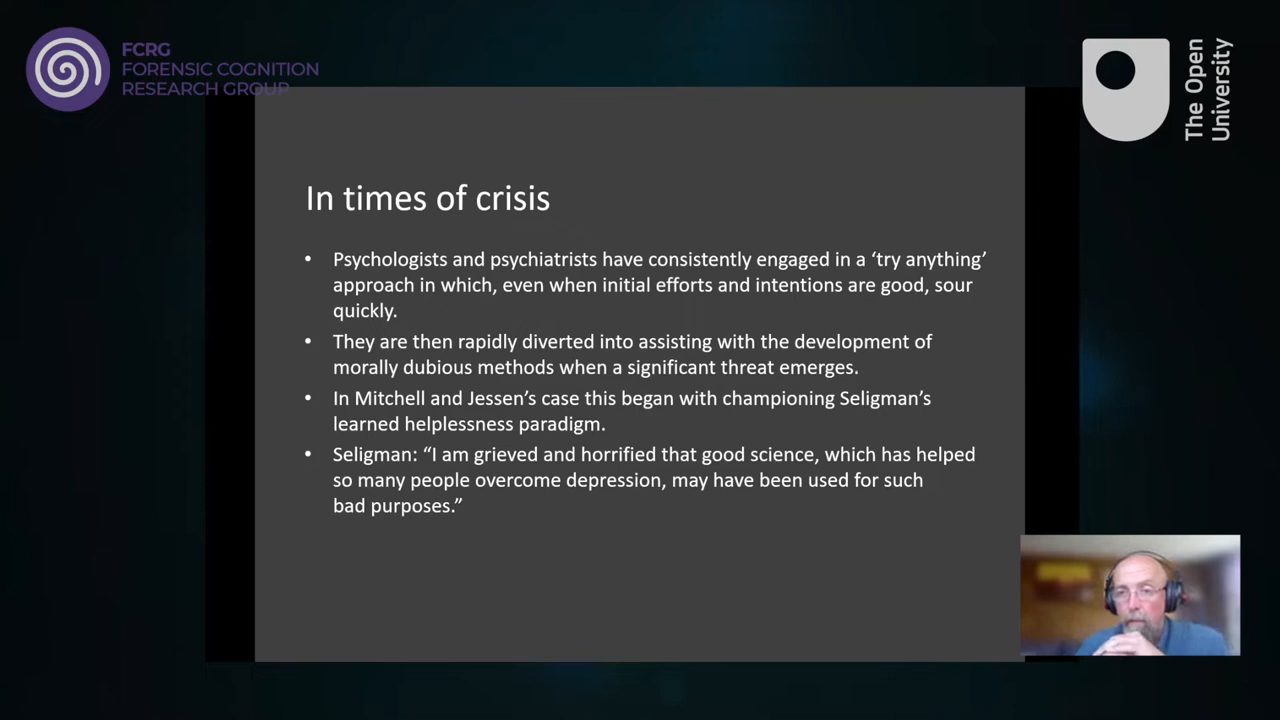 FCRG
FORENSIC COGNITION
RESEARCH GROUP
The Open
University
In times of crisis
• Psychologists and psychiatrists have consistently engaged in a ‘try anything’
approach in which, even when initial efforts and intentions are good, sour
quickly.
• They are then rapidly diverted into assisting with the development of
morally dubious methods when a significant threat emerges.
• In Mitchell and Jessen’s case this began with championing Seligman’s
learned helplessness paradigm.
• Seligman: “I am grieved and horrified that good science, which has helped
so many people overcome depression, may have been used for such
bad purposes.”